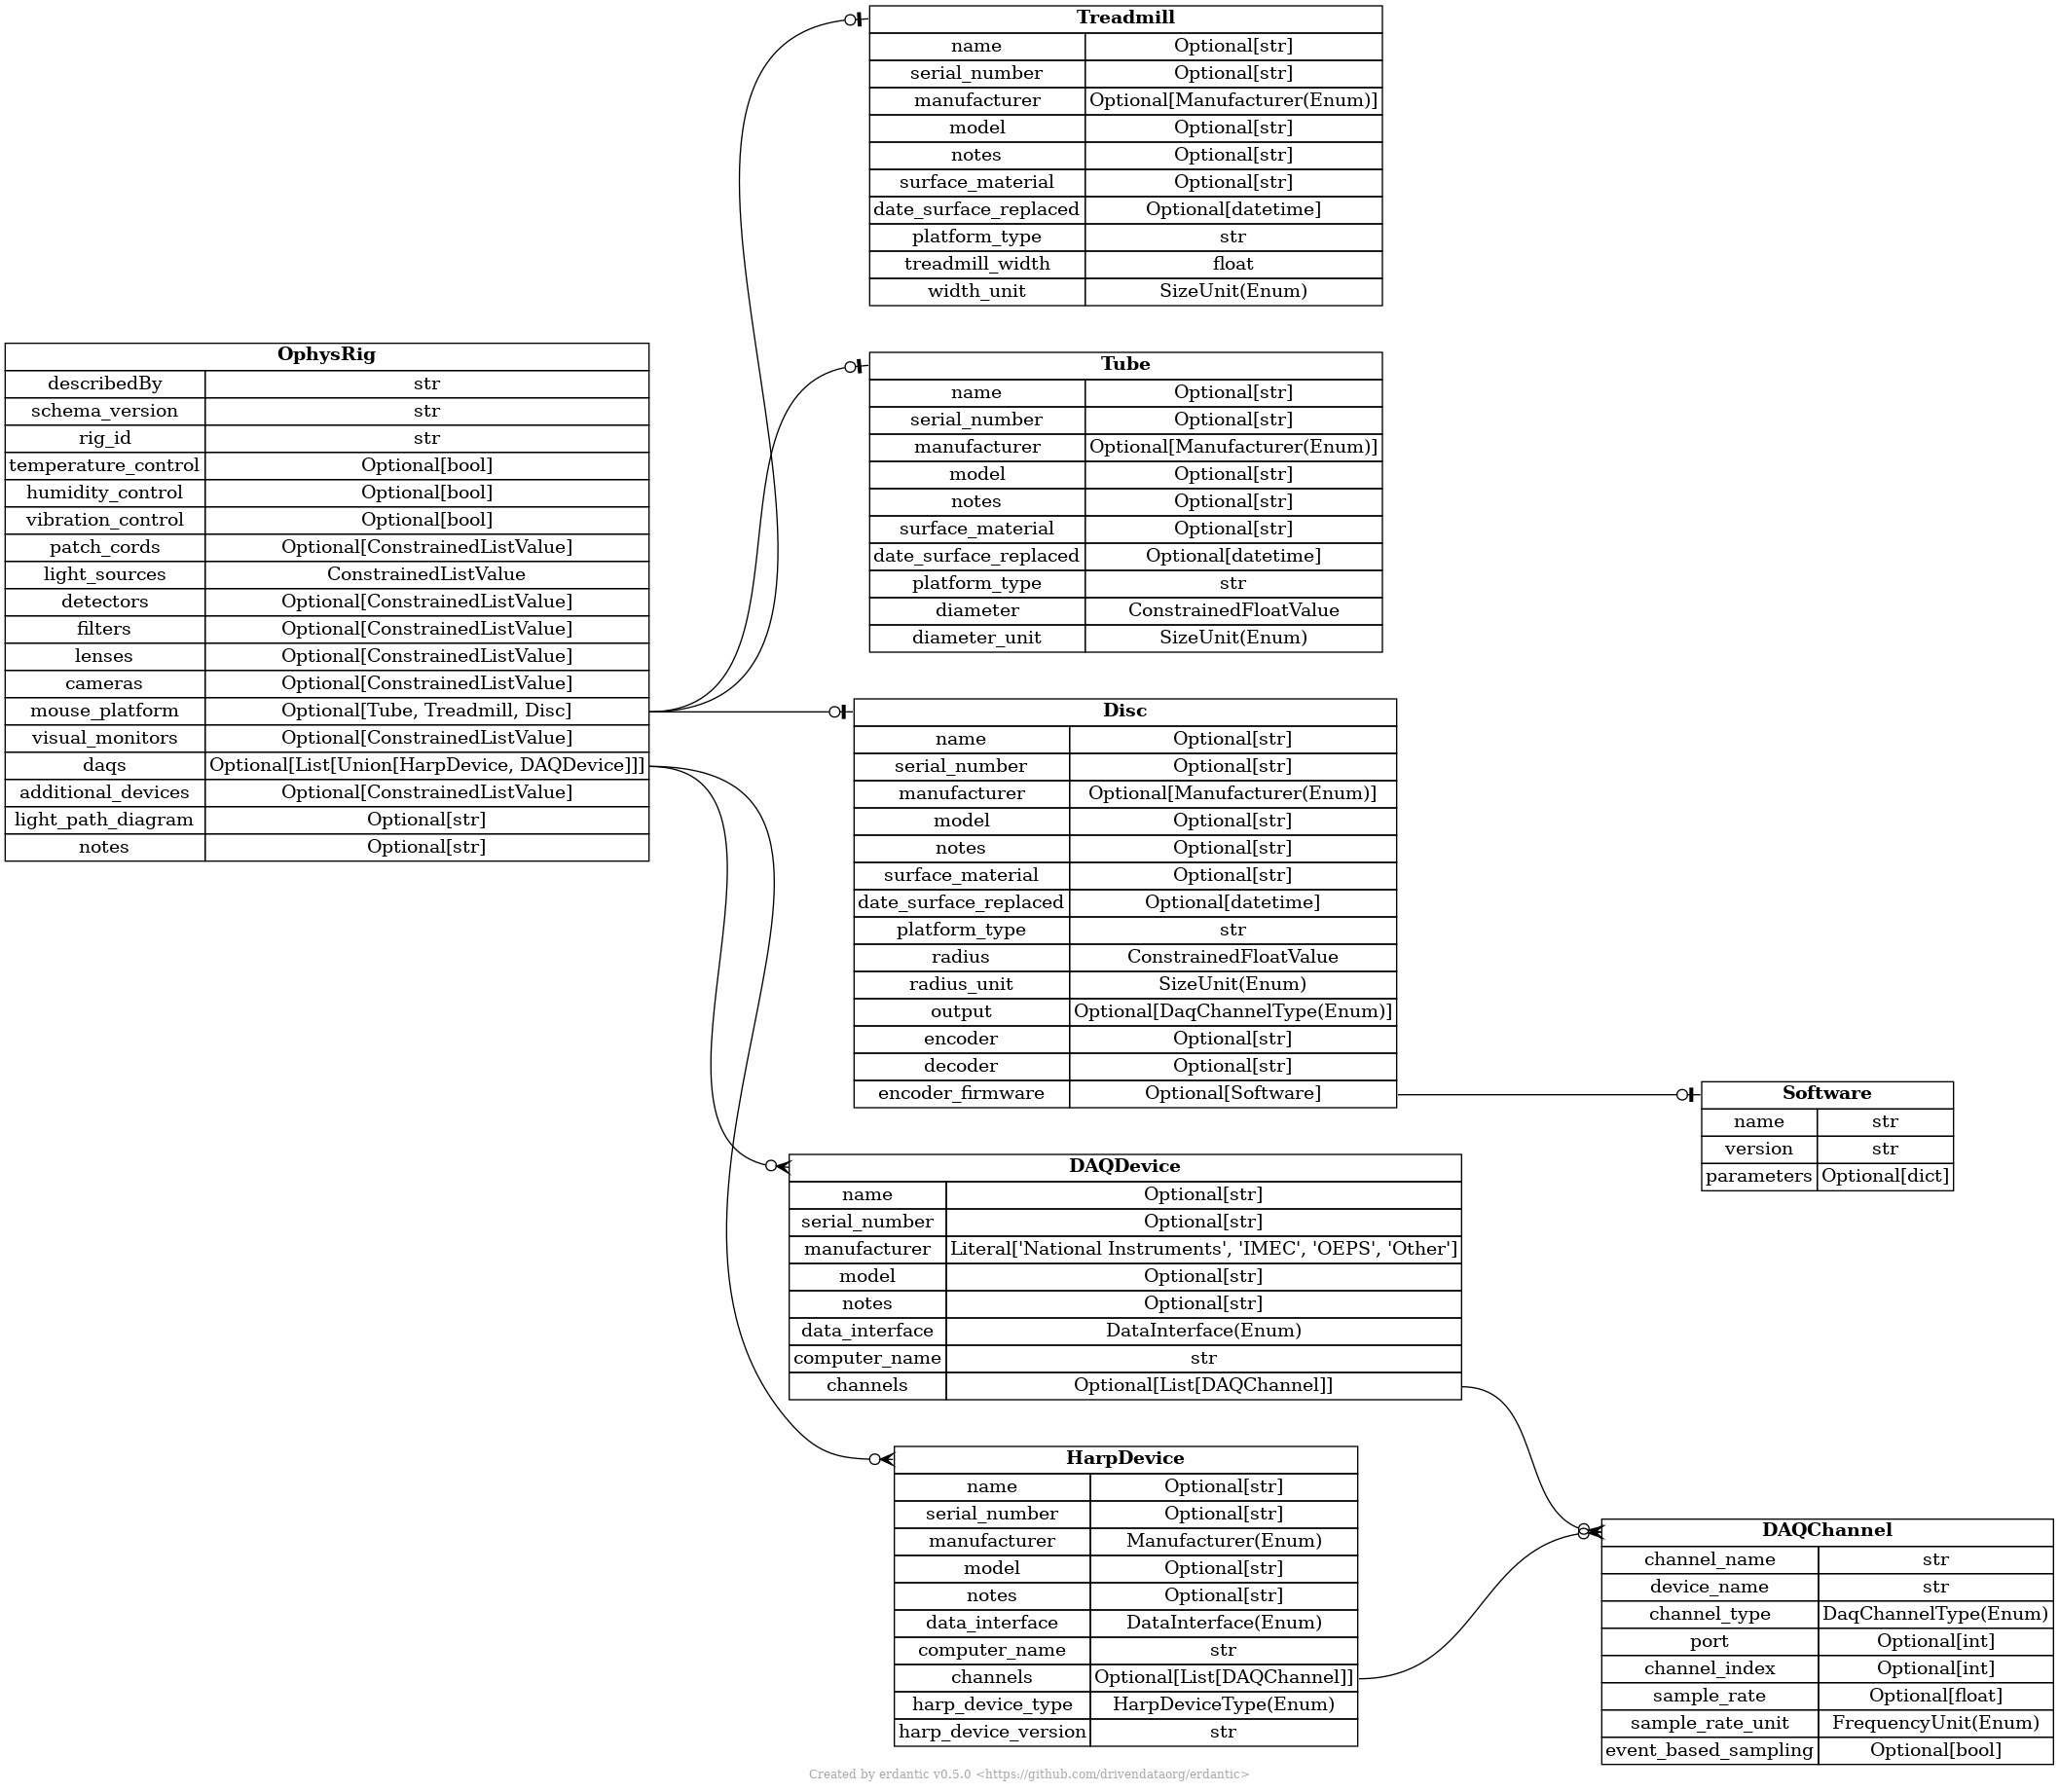 Treadmill
name Optional[str]
serial_number Optional[str]
manufacturer Optional[Manufacturer(Enum)]
model Optional[str]
notes Optional[str]
surface_material Optional[str]
date_surface_replaced Optional[datetime]
platform_type str
treadmill_width float
width_unit SizeUnit(Enum)
OphysRig
describedBy str
schema_version str
rig_id str
temperature_control Optional[bool]
humidity_control Optional[bool]
vibration_control Optional[bool]
patch_cords Optional[ConstrainedListValue]
light_sources ConstrainedListValue
detectors Optional[ConstrainedListValue]
filters Optional[ConstrainedListValue]
lenses Optional[ConstrainedListValue]
cameras Optional[ConstrainedListValue]
mouse_platform Optional[Tube, Treadmill, Disc]
visual_monitors Optional[ConstrainedListValue]
daqs Optional[List[Union[HarpDevice, DAQDevice]]]
additional_devices Optional[ConstrainedListValue]
light_path_diagram Optional[str]
notes Optional[str]
Tube
name Optional[str]
serial_number Optional[str]
manufacturer Optional[Manufacturer(Enum)]
model Optional[str]
notes Optional[str]
surface_material Optional[str]
date_surface_replaced Optional[datetime]
platform_type str
diameter ConstrainedFloatValue
diameter_unit SizeUnit(Enum)
Disc
name Optional[str]
serial_number Optional[str]
manufacturer Optional[Manufacturer(Enum)]
model Optional[str]
notes Optional[str]
surface_material Optional[str]
date_surface_replaced Optional[datetime]
platform_type str
radius ConstrainedFloatValue
radius_unit SizeUnit(Enum)
output Optional[DaqChannelType(Enum)]
encoder Optional[str]
decoder Optional[str]
encoder_firmware Optional[Software]
Software
name str
version str
parameters Optional[dict]
DAQDevice
name Optional[str]
serial_number Optional[str]
manufacturer Literal['National Instruments', 'IMEC', 'OEPS', 'Other']
model Optional[str]
notes Optional[str]
data_interface DataInterface(Enum)
computer_name str
channels Optional[List[DAQChannel]]
HarpDevice
name Optional[str]
serial_number Optional[str]
manufacturer Manufacturer(Enum)
model Optional[str]
notes Optional[str]
data_interface DataInterface(Enum)
computer_name str
channels Optional[List[DAQChannel]]
harp_device_type HarpDeviceType(Enum)
harp_device_version str
DAQChannel
channel_name str
device_name str
channel_type DaqChannelType(Enum)
port Optional[int]
channel_index Optional[int]
sample_rate Optional[float]
sample_rate_unit FrequencyUnit(Enum)
event_based_sampling Optional[bool]
Created by erdantic v0.5.0 <https://github.com/drivendataorg/erdantic>